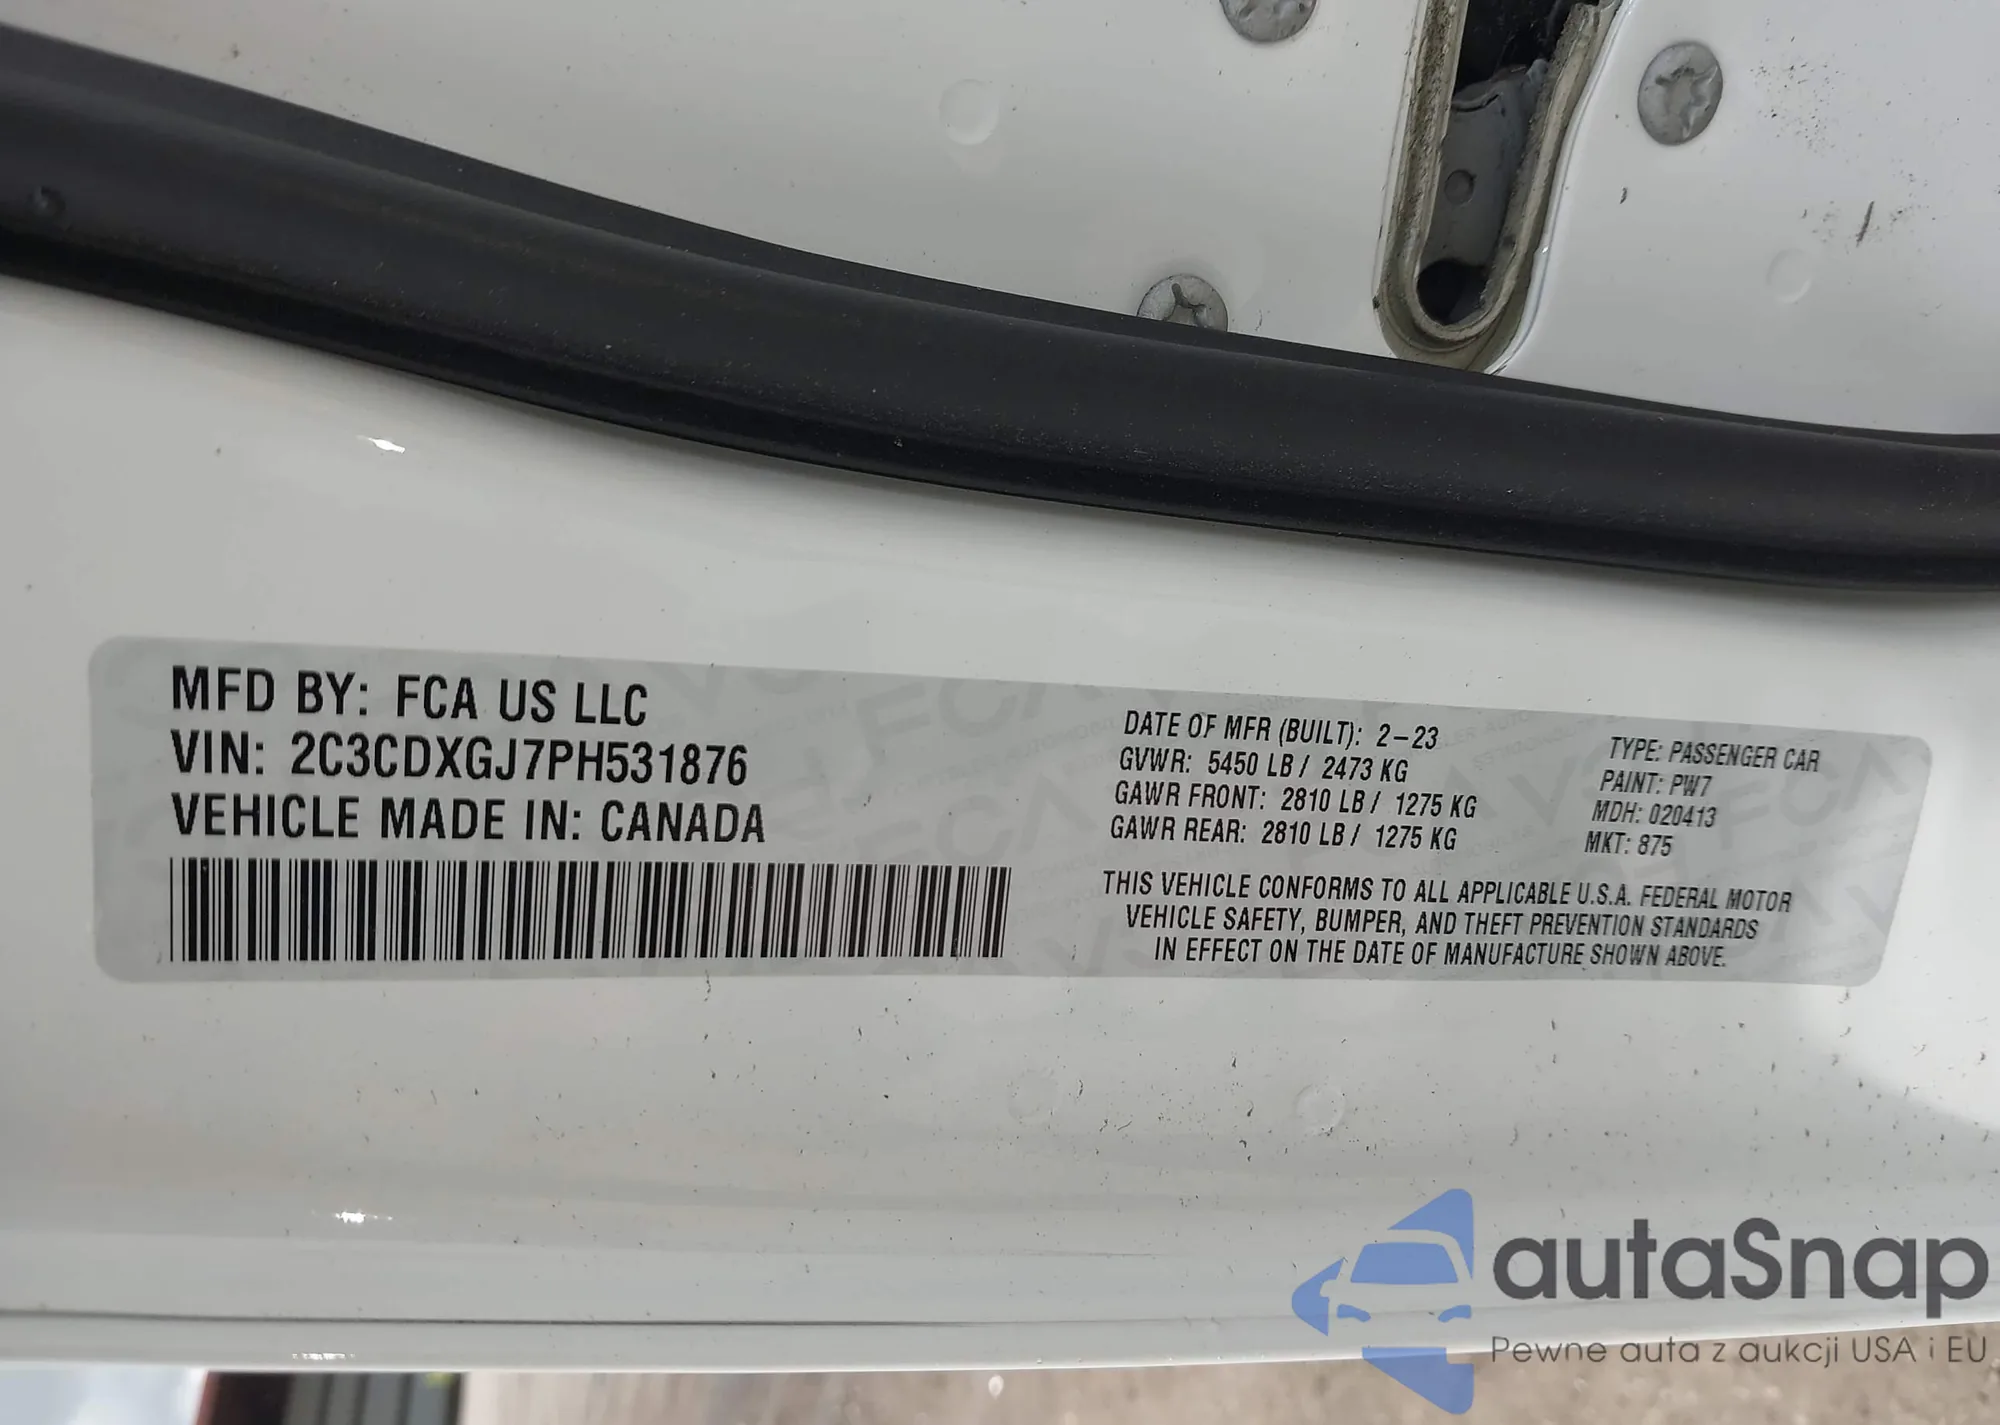 MFD BY: FCA US LLC
VIN: 2C3CDXGJ7PH531876
VEHICLE MADE IN: CANADA
DATE OF MFR (BUILT): 2-23
GVWR: 5450 LB / 2473 KG
GAWR FRONT: 2810 LB / 1275 KG
GAWR REAR: 2810 LB / 1275 KG
TYPE: PASSENGER CAR
PAINT: PW7
MDH: 020413
MKT: 875
THIS VEHICLE CONFORMS TO ALL APPLICABLE U.S.A. FEDERAL MOTOR
VEHICLE SAFETY, BUMPER, AND THEFT PREVENTION STANDARDS
IN EFFECT ON THE DATE OF MANUFACTURE SHOWN ABOVE.
autaSnap
Pewne auta z aukcji USA i EU